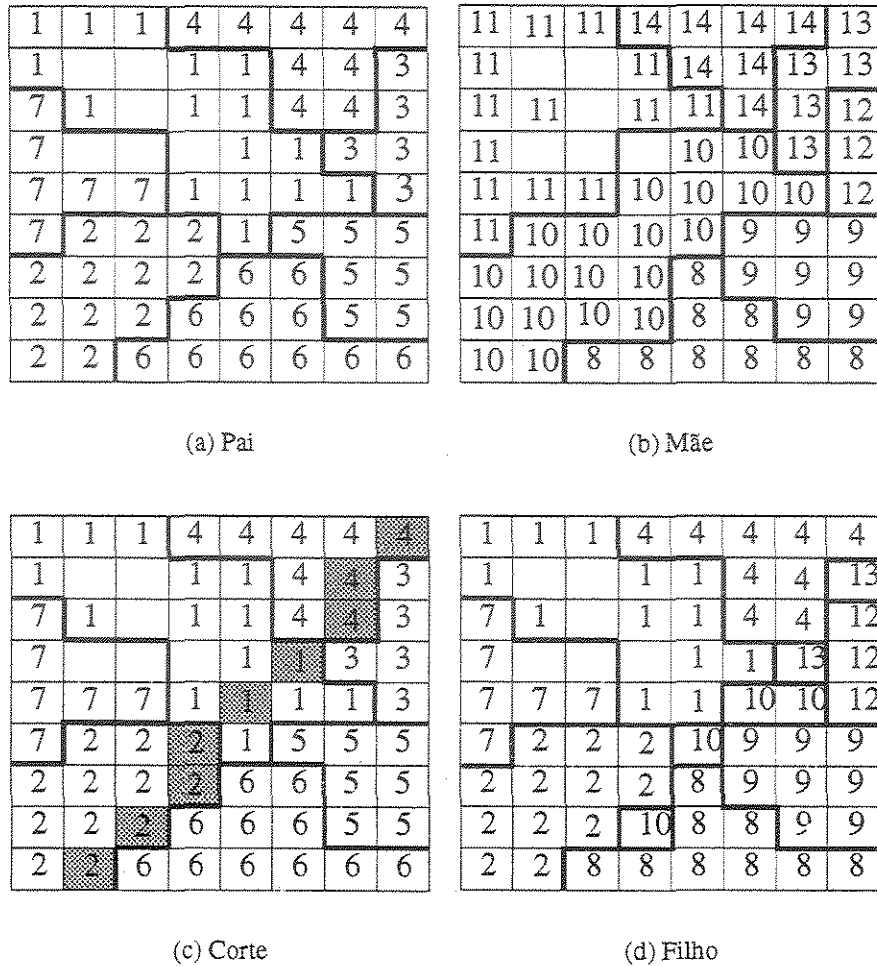 1 1 1 4 4 4 4 4 11 11 11 14 14 14 14 13
1 1 1 4 4 3 11 11 14 14 13 13
7 1 1 1 4 4 3 11 11 11 11 14 13 12
7 1 1 3 3 11 10 10 13 12
7 7 7 1 1 1 1 3 11 11 11 10 10 10 10 12
7 2 2 2 1 5 5 5 11 10 10 10 10 9 9 9
2 2 2 2 6 6 5 5 10 10 10 10 8 9 9 9
2 2 2 6 6 6 5 5 10 10 10 10 8 8 9 9
2 2 6 6 6 6 6 6 10 10 8 8 8 8 8 8
(a) Pai (b) Mãe
1 1 1 4 4 4 4 4 1 1 1 4 4 4 4 4
1 1 1 4 4 3 1 1 1 4 4 13
7 1 1 1 4 4 3 7 1 1 1 4 4 12
7 1 1 3 3 7 1 1 13 12
7 7 7 1 1 1 1 3 7 7 7 1 1 10 10 12
7 2 2 2 1 5 5 5 7 2 2 2 10 9 9 9
2 2 2 2 6 6 5 5 2 2 2 2 8 9 9 9
2 2 2 6 6 6 5 5 2 2 2 10 8 8 9 9
2 2 6 6 6 6 6 6 2 2 8 8 8 8 8 8
(c) Corte (d) Filho